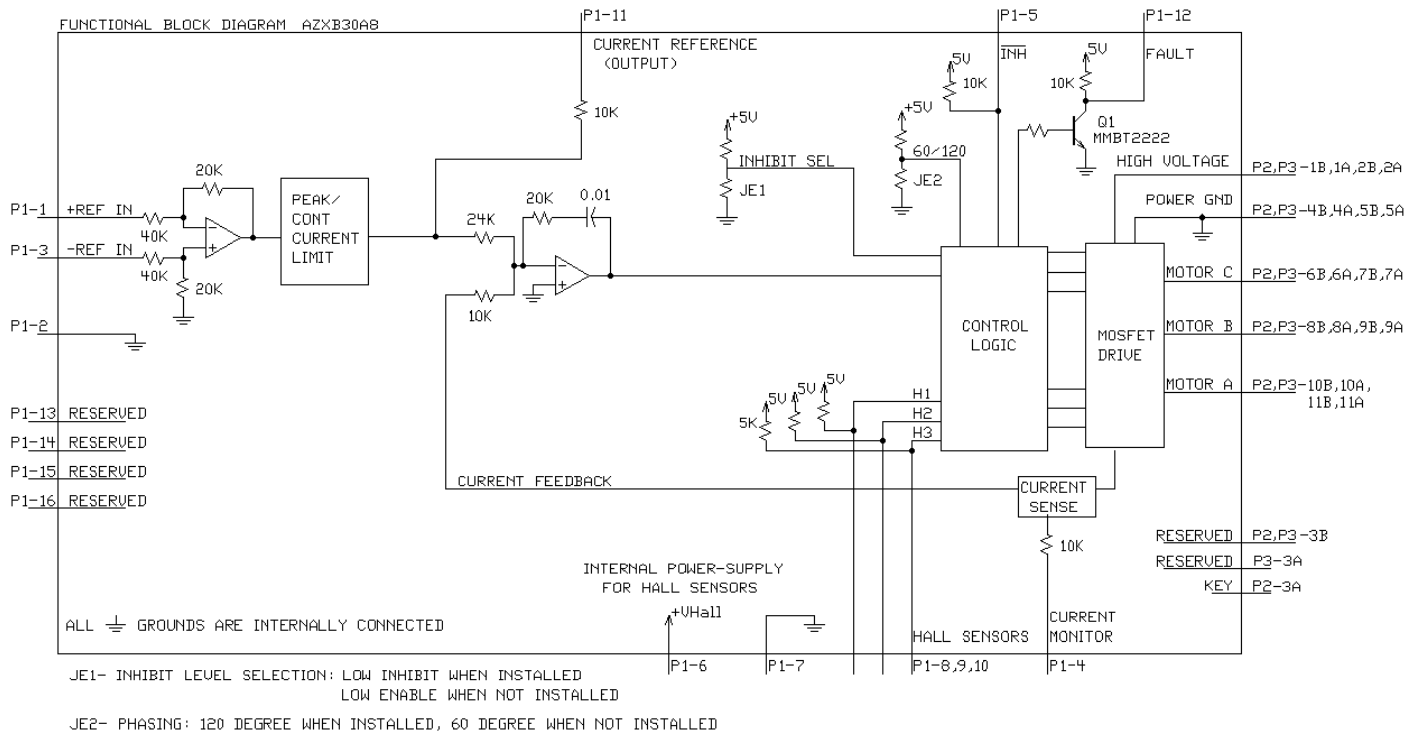 FUNCTIONAL BLOCK DIAGRAM AZXB30A8
P1-11
P1-5
P1-12
CURRENT REFERENCE
(OUTPUT)
10K
INH
5V
10K
5V
10K
FAULT
Q1
MMBT2222
+5V
INHIBIT SEL
JE1
+5V
60/120
JE2
HIGH VOLTAGE
P2,P3-1B,1A,2B,2A
POWER GND
P2,P3-4B,4A,5B,5A
MOTOR C
P2,P3-6B,6A,7B,7A
MOTOR B
P2,P3-8B,8A,9B,9A
MOTOR A
P2,P3-10B,10A,
11B,11A
20K
P1-1
+REF IN
40K
P1-3
-REF IN
40K
20K
PEAK/
CONT
CURRENT
LIMIT
24K
20K
0.01
10K
P1-2
CONTROL
LOGIC
MOSFET
DRIVE
5V
5V
5V
5K
H1
H2
H3
P1-13 RESERVED
P1-14 RESERVED
P1-15 RESERVED
P1-16 RESERVED
CURRENT FEEDBACK
CURRENT
SENSE
10K
RESERVED P2,P3-3B
RESERVED P3-3A
KEY P2-3A
INTERNAL POWER-SUPPLY
FOR HALL SENSORS
+VHall
ALL GROUNDS ARE INTERNALLY CONNECTED
HALL SENSORS
CURRENT
MONITOR
P1-6
P1-7
P1-8,9,10
P1-4
JE1- INHIBIT LEVEL SELECTION: LOW INHIBIT WHEN INSTALLED
LOW ENABLE WHEN NOT INSTALLED
JE2- PHASING: 120 DEGREE WHEN INSTALLED, 60 DEGREE WHEN NOT INSTALLED